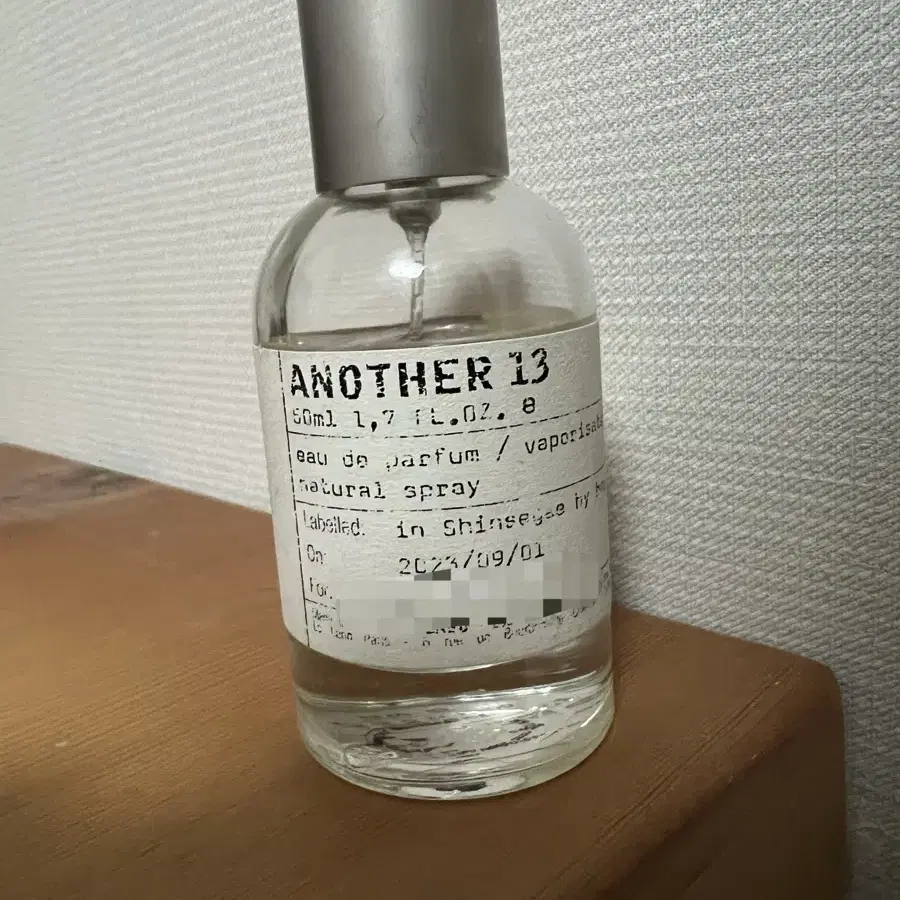 ANOTHER 13
50ml 1,7 FL.OZ. e
eau de parfum / vaporisat
natural spray
Labelled: in Shinsegae by
On: 2023/09/01
For: